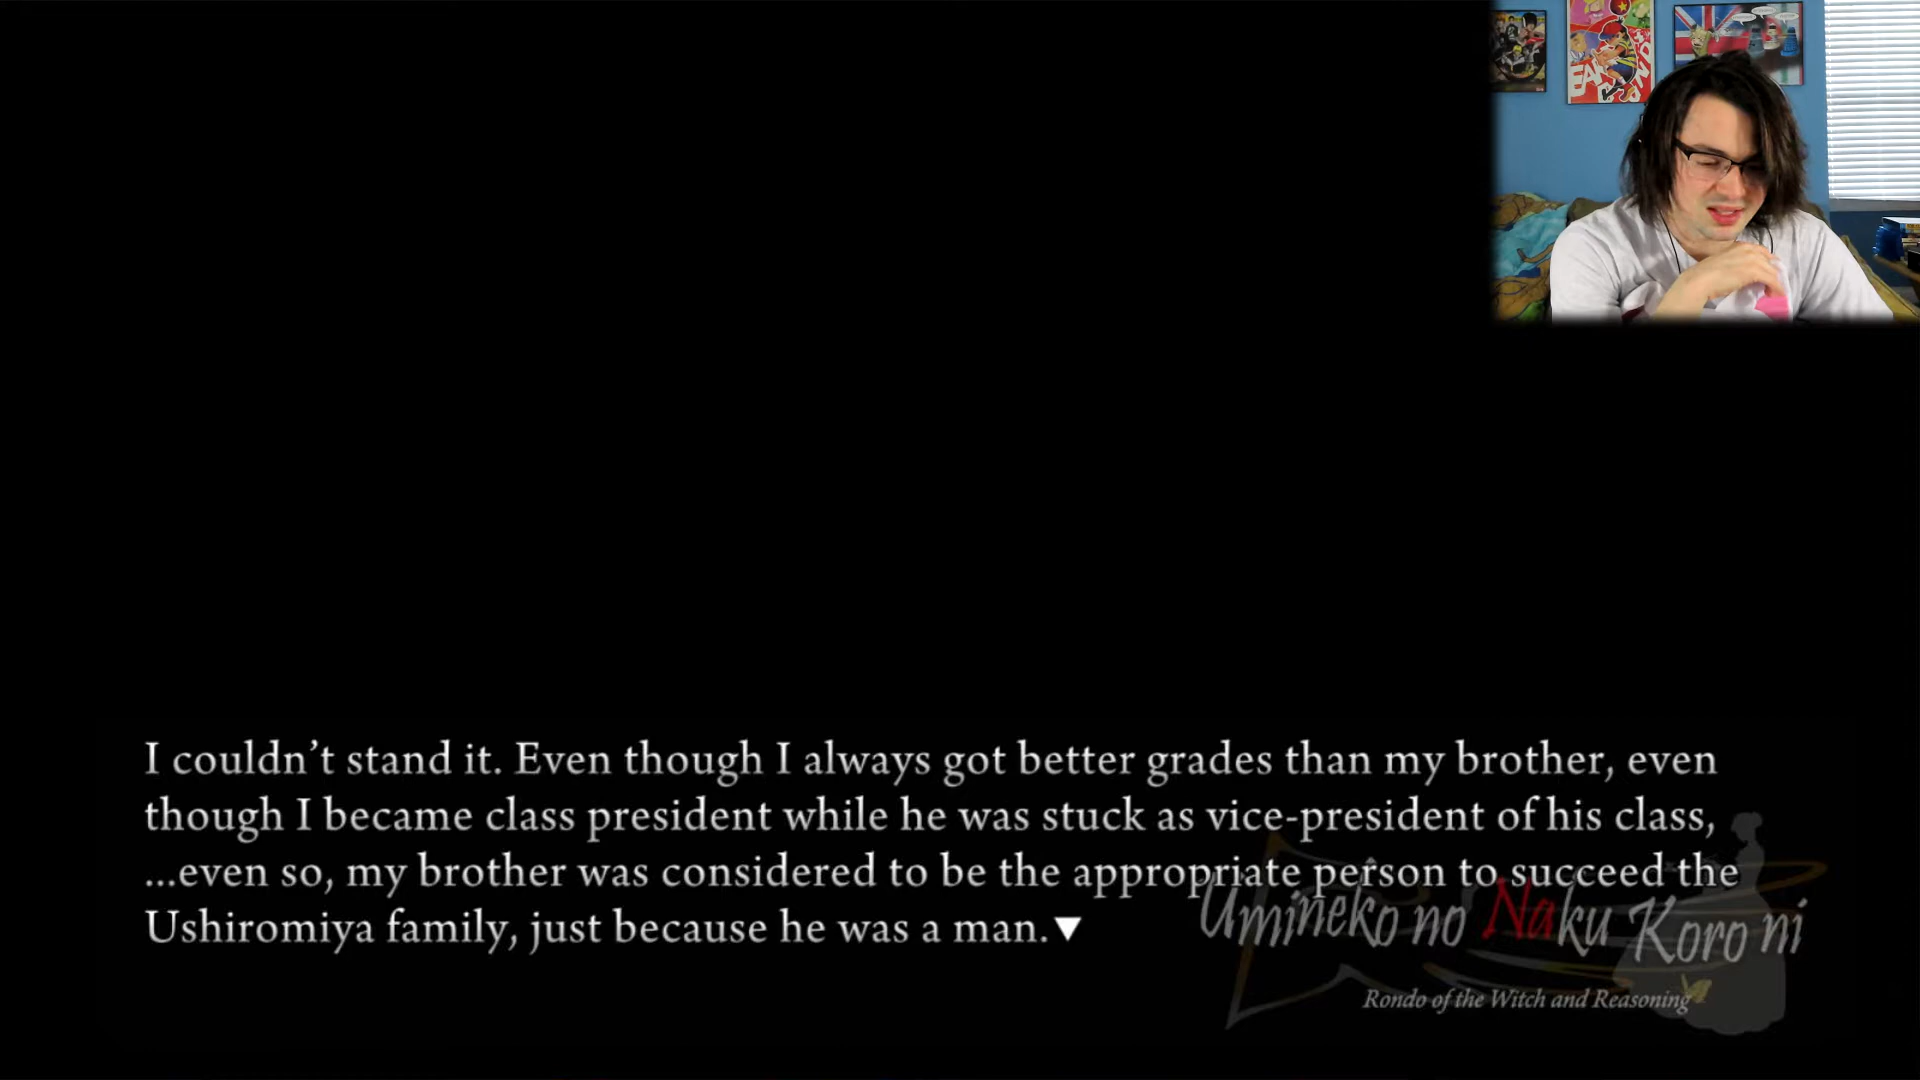 I couldn’t stand it. Even though I always got better grades than my brother, even
though I became class president while he was stuck as vice-president of his class,
...even so, my brother was considered to be the appropriate person to succeed the
Ushiromiya family, just because he was a man.▼
Umineko no Naku Koro ni
Rondo of the Witch and Reasoning